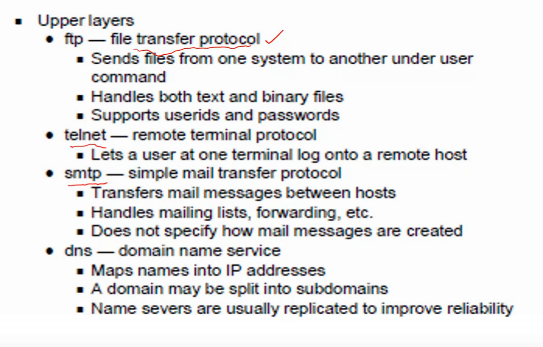 ▪ Upper layers
• ftp — file transfer protocol
▪ Sends files from one system to another under user
command
▪ Handles both text and binary files
▪ Supports userids and passwords
• telnet — remote terminal protocol
▪ Lets a user at one terminal log onto a remote host
• smtp — simple mail transfer protocol
▪ Transfers mail messages between hosts
▪ Handles mailing lists, forwarding, etc.
▪ Does not specify how mail messages are created
• dns — domain name service
▪ Maps names into IP addresses
▪ A domain may be split into subdomains
▪ Name severs are usually replicated to improve reliability